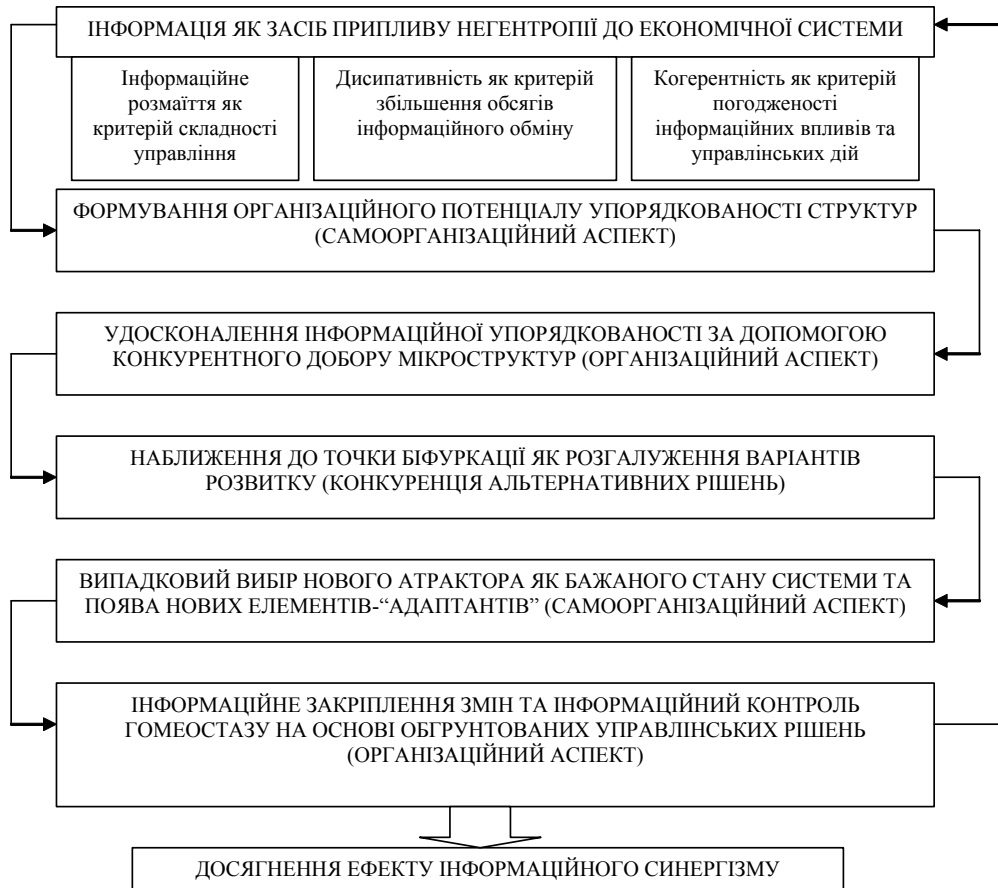 ІНФОРМАЦІЯ ЯК ЗАСІБ ПРИПЛИВУ НЕГЕНТРОПІЇ ДО ЕКОНОМІЧНОЇ СИСТЕМИ
Інформаційне
розмаїття як
критерій складності
управління
Дисипативність як критерій
збільшення обсягів
інформаційного обміну
Когерентність як критерій
погодженості
інформаційних впливів та
управлінських дій
ФОРМУВАННЯ ОРГАНІЗАЦІЙНОГО ПОТЕНЦІАЛУ УПОРЯДКОВАНОСТІ СТРУКТУР
(САМООРГАНІЗАЦІЙНИЙ АСПЕКТ)
УДОСКОНАЛЕННЯ ІНФОРМАЦІЙНОЇ УПОРЯДКОВАНОСТІ ЗА ДОПОМОГОЮ
КОНКУРЕНТНОГО ДОБОРУ МІКРОСТРУКТУР (ОРГАНІЗАЦІЙНИЙ АСПЕКТ)
НАБЛИЖЕННЯ ДО ТОЧКИ БІФУРКАЦІЇ ЯК РОЗГАЛУЖЕННЯ ВАРІАНТІВ
РОЗВИТКУ (КОНКУРЕНЦІЯ АЛЬТЕРНАТИВНИХ РІШЕНЬ)
ВИПАДКОВИЙ ВИБІР НОВОГО АТРАКТОРА ЯК БАЖАНОГО СТАНУ СИСТЕМИ ТА
ПОЯВА НОВИХ ЕЛЕМЕНТІВ-“АДАПТАНТІВ” (САМООРГАНІЗАЦІЙНИЙ АСПЕКТ)
ІНФОРМАЦІЙНЕ ЗАКРІПЛЕННЯ ЗМІН ТА ІНФОРМАЦІЙНИЙ КОНТРОЛЬ
ГОМЕОСТАЗУ НА ОСНОВІ ОБГРУНТОВАНИХ УПРАВЛІНСЬКИХ РІШЕНЬ
(ОРГАНІЗАЦІЙНИЙ АСПЕКТ)
ДОСЯГНЕННЯ ЕФЕКТУ ІНФОРМАЦІЙНОГО СИНЕРГІЗМУ